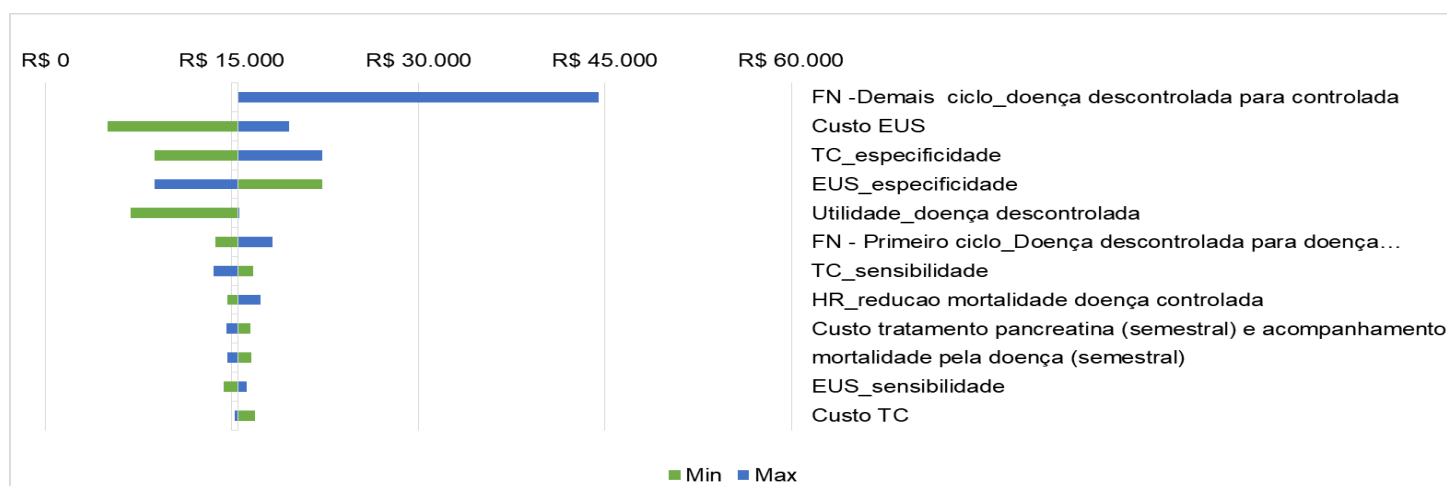 R$ 0 R$ 15.000 R$ 30.000 R$ 45.000 R$ 60.000
FN -Demais ciclo_doença descontrolada para controlada
Custo EUS
TC_especificidade
EUS_especificidade
Utilidade_doença descontrolada
FN - Primeiro ciclo_Doença descontrolada para doença…
TC_sensibilidade
HR_reducao mortalidade doença controlada
Custo tratamento pancreatina (semestral) e acompanhamento
mortalidade pela doença (semestral)
EUS_sensibilidade
Custo TC
Min Max